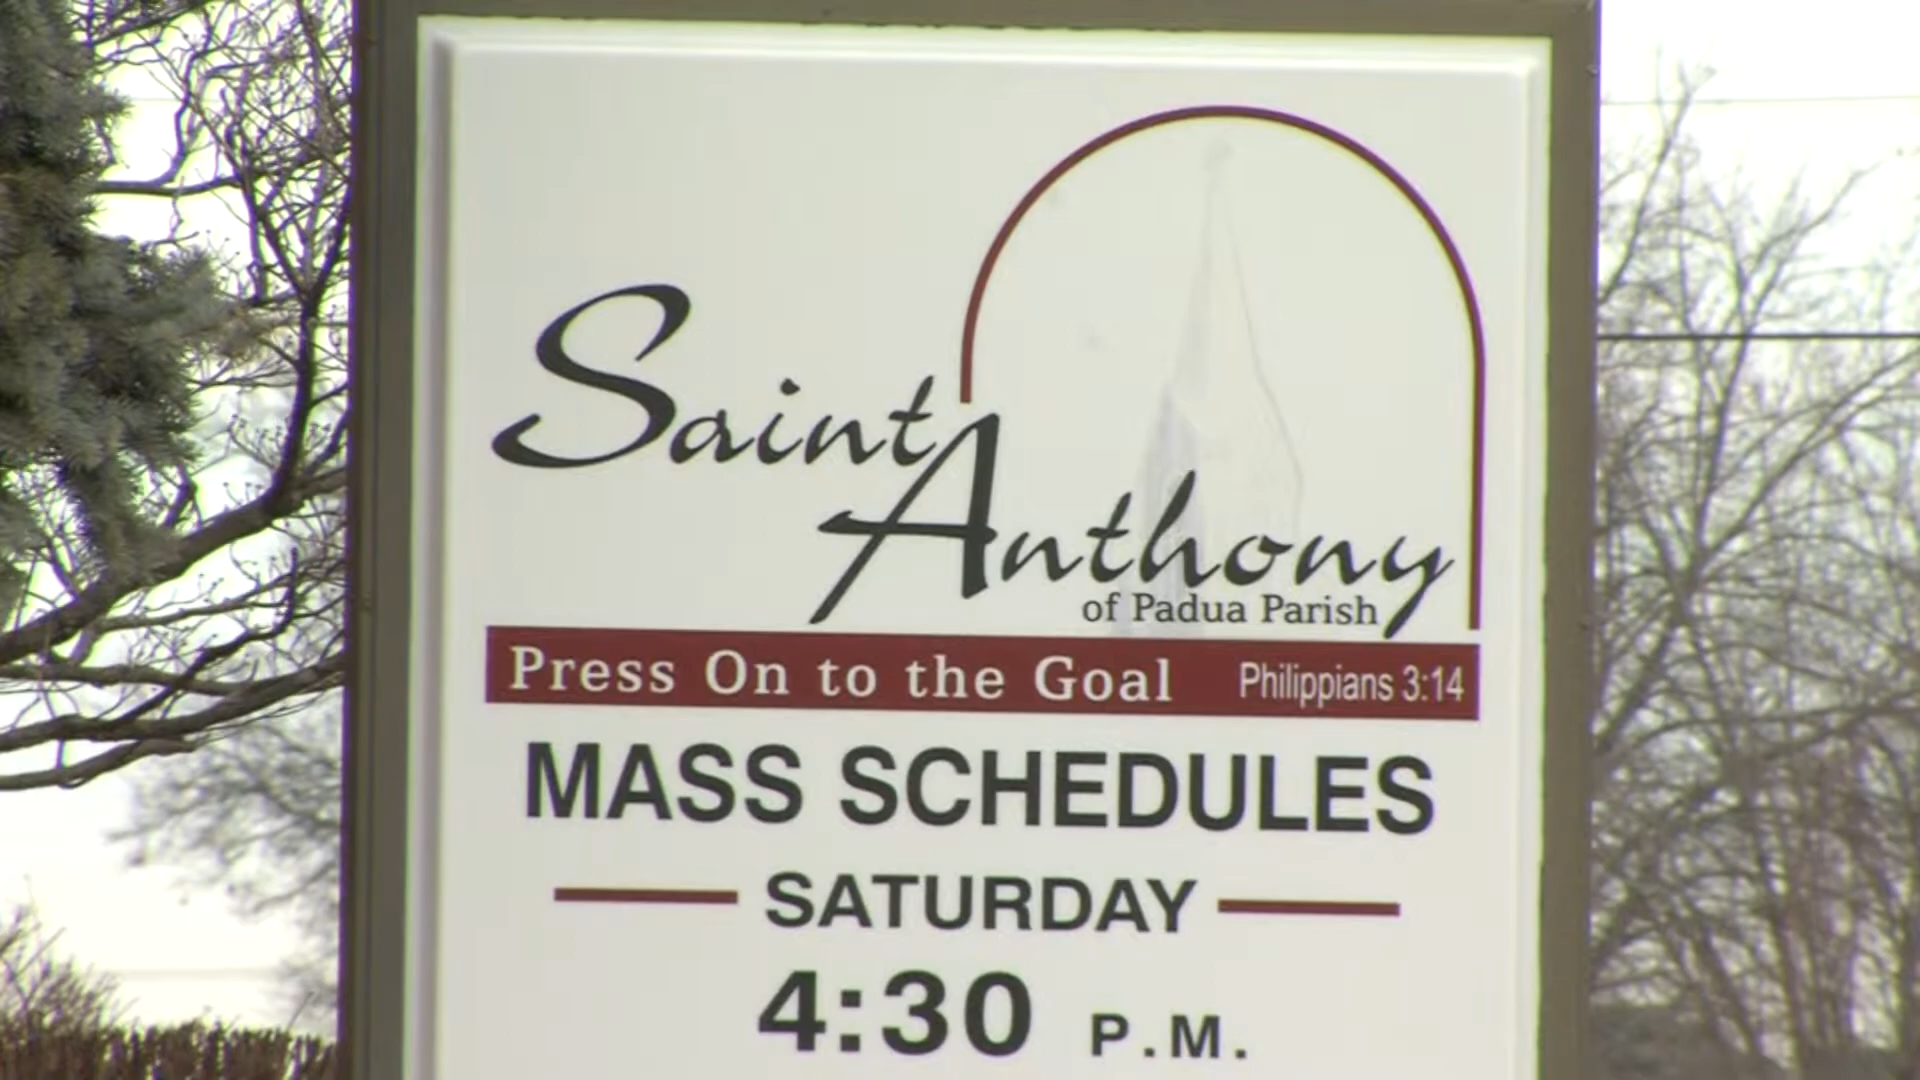 Saint
Anthony
of Padua Parish
Press On to the Goal Philippians 3:14
MASS SCHEDULES
SATURDAY
4:30 P.M.